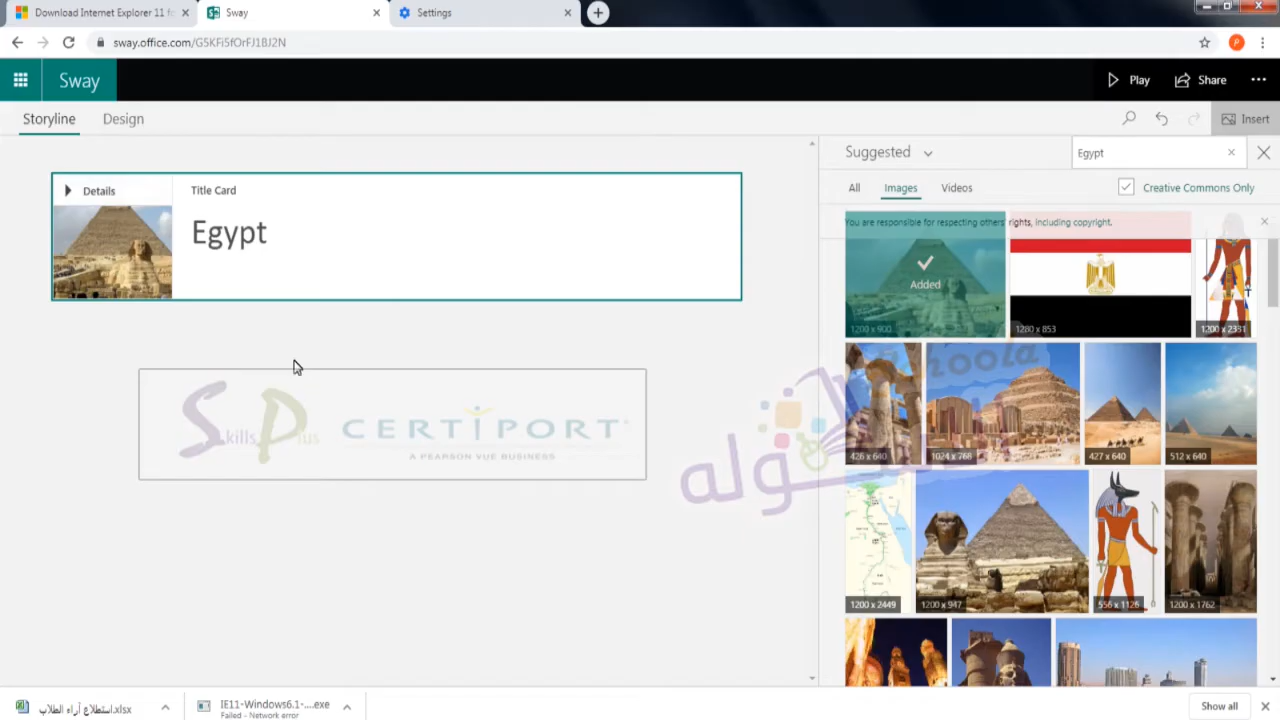 Download Internet Explorer 11 fo
Sway
Settings
sway.office.com/G5KFi5fOrFJ1BJ2N
P
Sway
Play
Share
Storyline
Design
Insert
Suggested
Egypt
Details
Title Card
Egypt
All
Images
Videos
Creative Commons Only
You are responsible for respecting others' rights, including copyright.
Added
1200 x 900
1280 x 853
1200 x 2331
426 x 640
1024 x 768
427 x 640
512 x 640
1200 x 2449
1200 x 947
556 x 1126
1200 x 1762
SkillsPlus
CERTIPORT
A PEARSON VUE BUSINESS
استطلاع آراء الطلاب.xlsx
IE11-Windows6.1-....exe
Failed - Network error
Show all